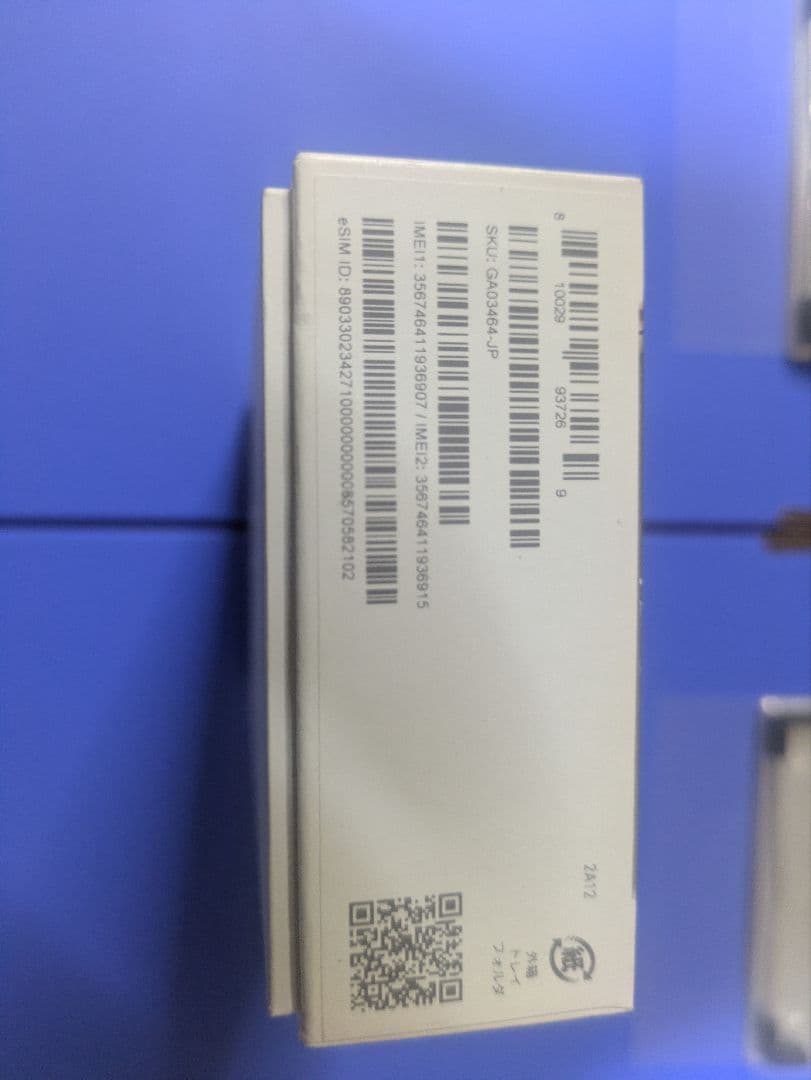 8 10029 93726 9
SKU: GA03464-JP
IMEI1: 356746411936907 / IMEI2: 356746411936915
eSIM ID: 89033023427100000000008570582102
2A12
紙
外箱
トレイ
フォルダ